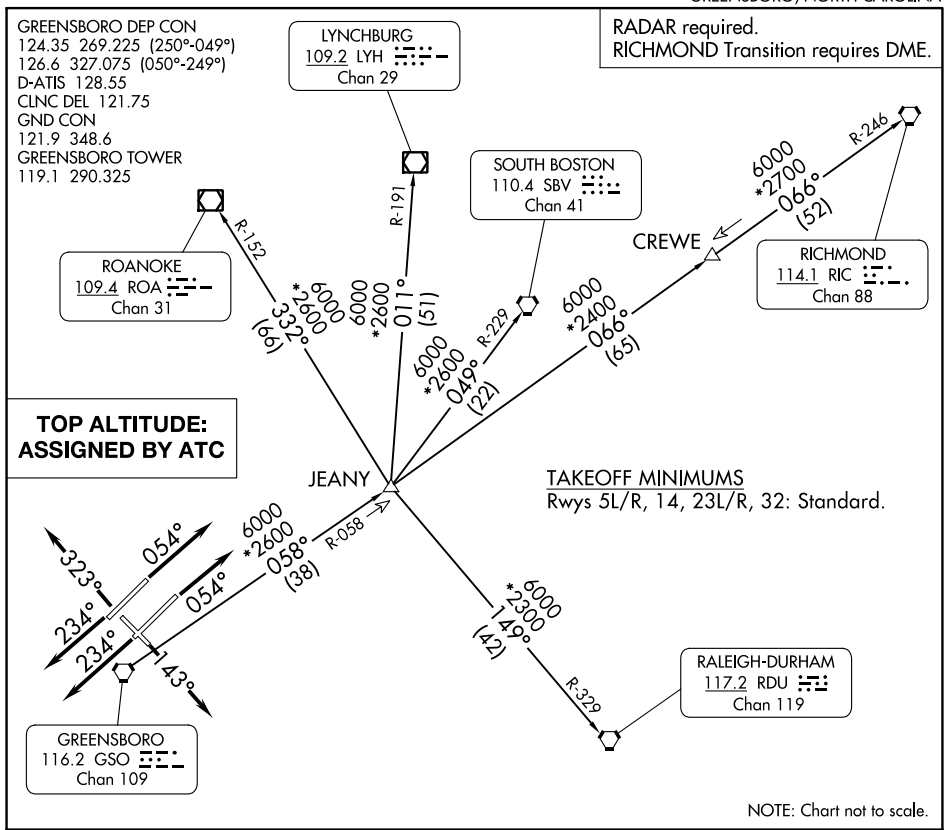 GREENSBORO, NORTH CAROLINA
GREENSBORO DEP CON
124.35 269.225 (250°-049°)
126.6 327.075 (050°-249°)
D-ATIS 128.55
CLNC DEL 121.75
GND CON
121.9 348.6
GREENSBORO TOWER
119.1 290.325
LYNCHBURG
109.2 LYH
Chan 29
RADAR required.
RICHMOND Transition requires DME.
SOUTH BOSTON
110.4 SBV
Chan 41
ROANOKE
109.4 ROA
Chan 31
RICHMOND
114.1 RIC
Chan 88
CREWE
R-246
6000
*2700
066°
(52)
R-152
6000
*2600
332°
(66)
R-191
6000
*2600
011°
(51)
R-229
6000
*2600
049°
(22)
6000
*2400
066°
(65)
TOP ALTITUDE:
ASSIGNED BY ATC
JEANY
TAKEOFF MINIMUMS
Rwys 5L/R, 14, 23L/R, 32: Standard.
6000
*2600
058°
(38)
R-058
323°
054°
234°
054°
234°
143°
6000
*2300
149°
(42)
R-329
RALEIGH-DURHAM
117.2 RDU
Chan 119
GREENSBORO
116.2 GSO
Chan 109
NOTE: Chart not to scale.